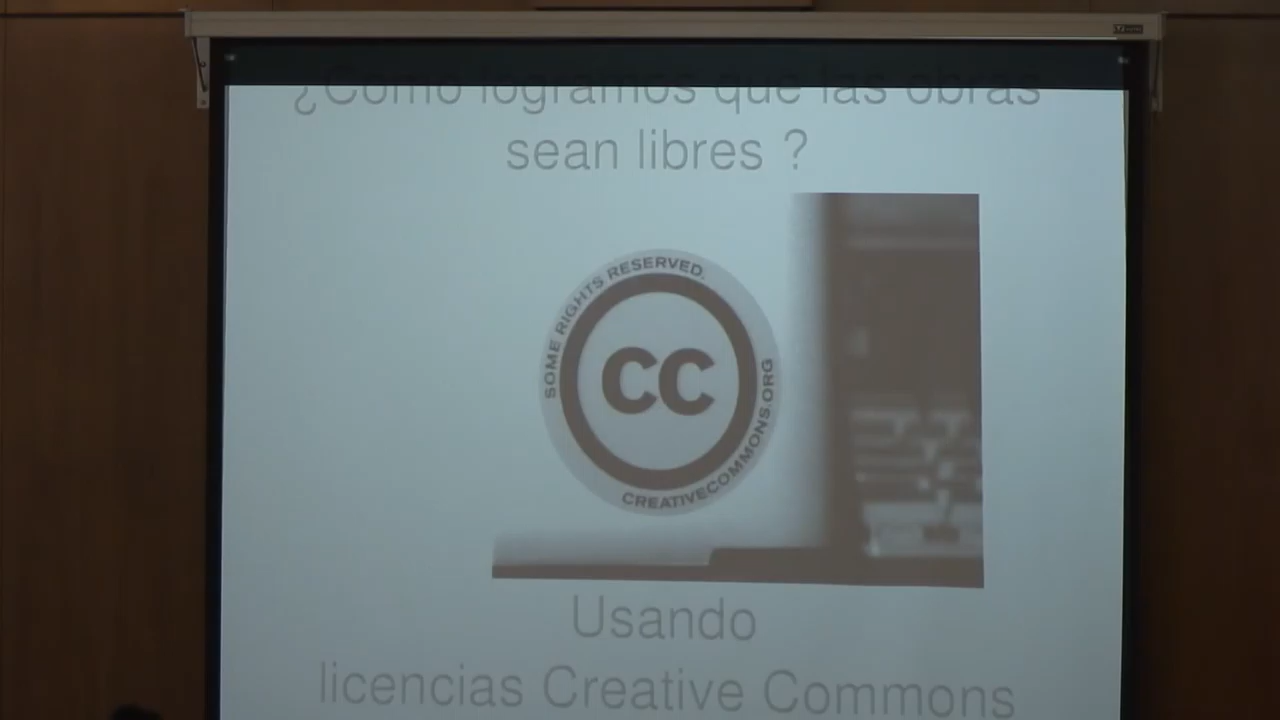 ¿Como logramos que las obras
sean libres ?
SOME RIGHTS RESERVED.
CC
CREATIVECOMMONS.ORG
Usando
licencias Creative Commons